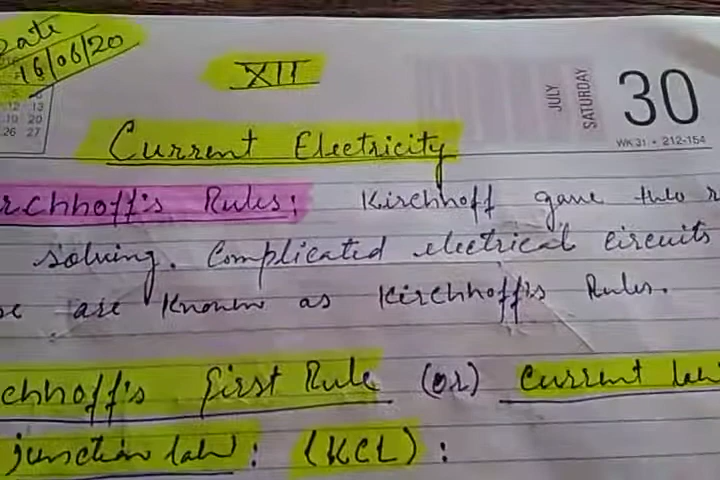 Date
16/06/20
XII
JULY
SATURDAY
30
WK 31 • 212-154
12 13
19 20
26 27
Current Electricity
rchhoff's Rules: Kirchhoff gave two r
solving. Complicated electrical circuits
se are known as Kirchhoff's Rules.
chhoff's first Rule (or) Current law
junction law: (KCL):